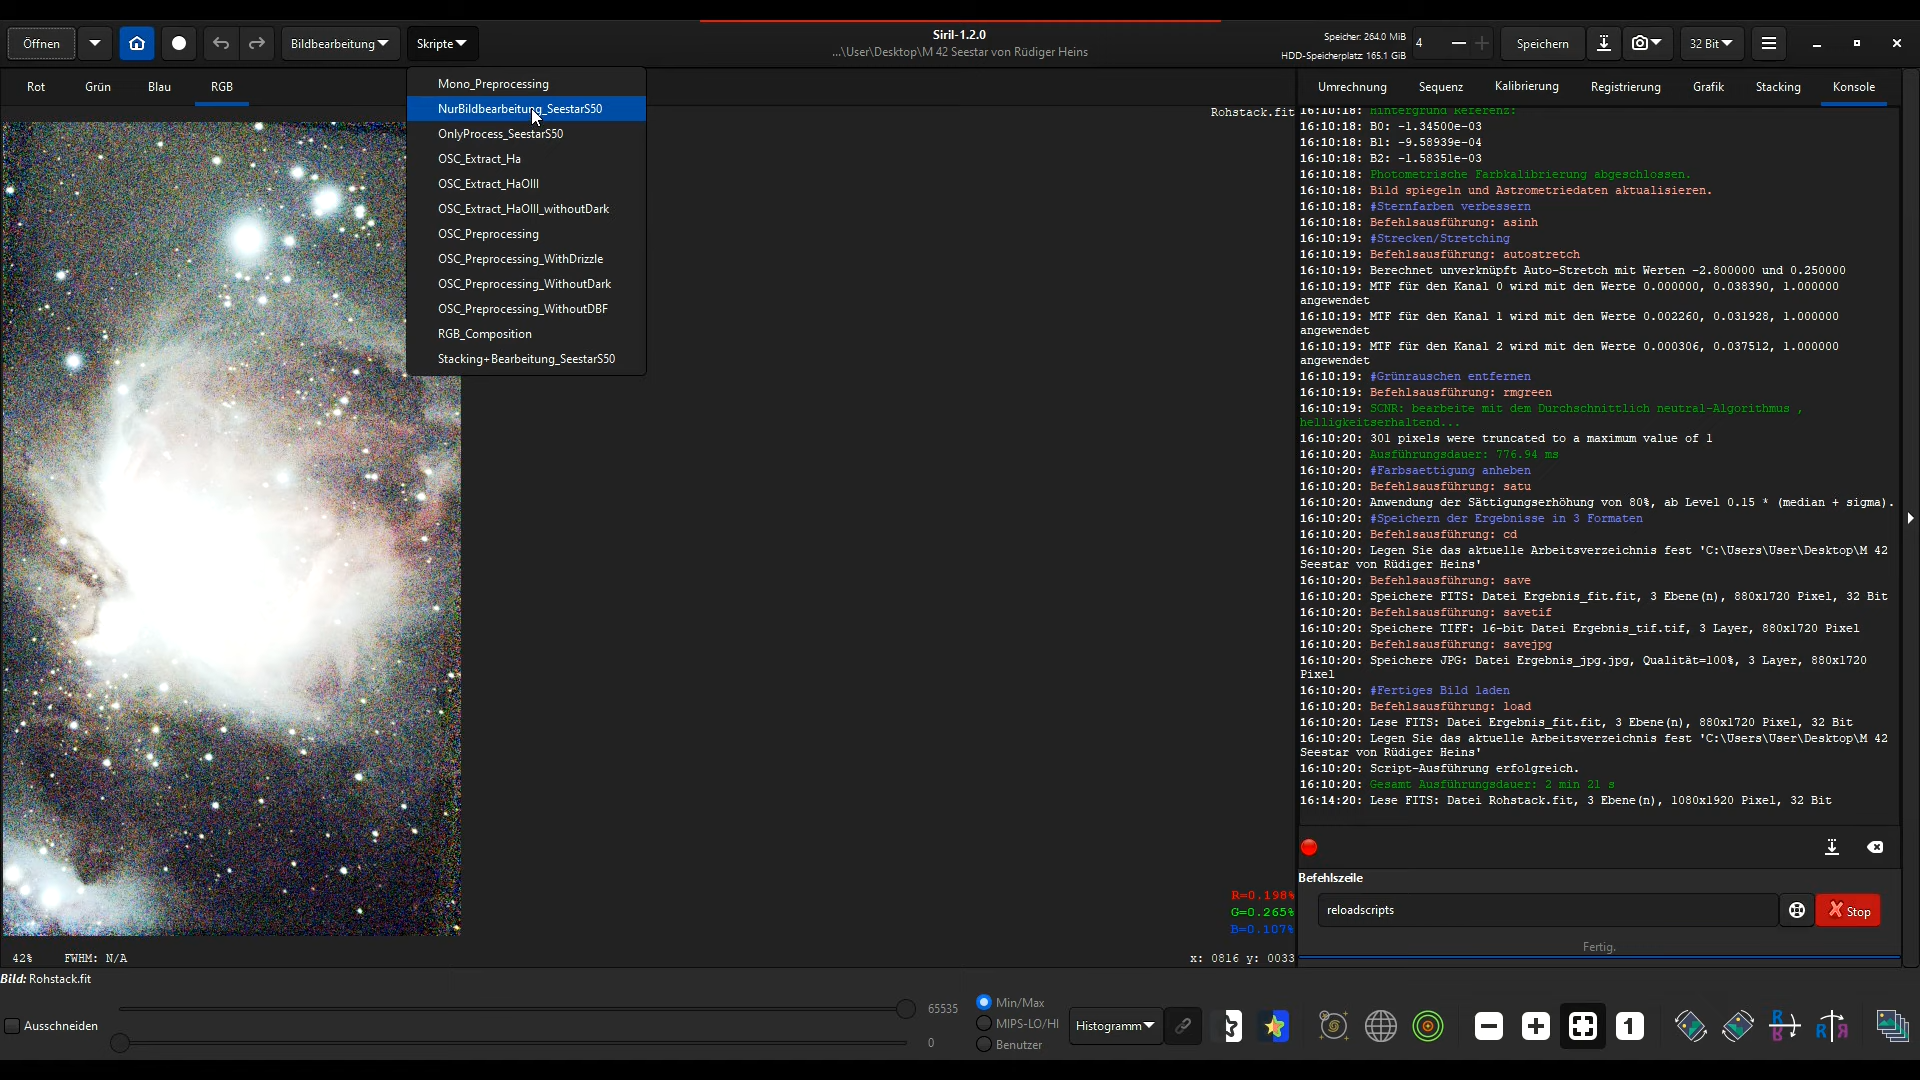 Öffnen
Bildbearbeitung
Skripte
Siril-1.2.0
...\User\Desktop\M 42 Seestar von Rüdiger Heins
Speicher: 264.0 MiB
HDD-Speicherplatz: 165.1 GiB
4
Speichern
32 Bit
Rot
Grün
Blau
RGB
Mono_Preprocessing
NurBildbearbeitung_SeestarS50
OnlyProcess_SeestarS50
OSC_Extract_Ha
OSC_Extract_HaOIII
OSC_Extract_HaOIII_withoutDark
OSC_Preprocessing
OSC_Preprocessing_WithDrizzle
OSC_Preprocessing_WithoutDark
OSC_Preprocessing_WithoutDBF
RGB_Composition
Stacking+Bearbeitung_SeestarS50
Rohstack.fit
R=0.198%
G=0.265%
B=0.107%
42%
FWHM: N/A
x: 0816 y: 0033
Umrechnung
Sequenz
Kalibrierung
Registrierung
Grafik
Stacking
Konsole
16:10:18: Hintergrund Referenz:
16:10:18: B0: -1.34500e-03
16:10:18: B1: -9.58939e-04
16:10:18: B2: -1.58351e-03
16:10:18: Photometrische Farbkalibrierung abgeschlossen.
16:10:18: Bild spiegeln und Astrometriedaten aktualisieren.
16:10:18: #Sternfarben verbessern
16:10:18: Befehlsausführung: asinh
16:10:19: #Strecken/Stretching
16:10:19: Befehlsausführung: autostretch
16:10:19: Berechnet unverknüpft Auto-Stretch mit Werten -2.800000 und 0.250000
16:10:19: MTF für den Kanal 0 wird mit den Werte 0.000000, 0.038390, 1.000000
angewendet
16:10:19: MTF für den Kanal 1 wird mit den Werte 0.002260, 0.031928, 1.000000
angewendet
16:10:19: MTF für den Kanal 2 wird mit den Werte 0.000306, 0.037512, 1.000000
angewendet
16:10:19: #Grünrauschen entfernen
16:10:19: Befehlsausführung: rmgreen
16:10:19: SCNR: bearbeite mit dem Durchschnittlich neutral-Algorithmus ,
helligkeitserhaltend...
16:10:20: 301 pixels were truncated to a maximum value of 1
16:10:20: Ausführungsdauer: 776.94 ms
16:10:20: #Farbsaettigung anheben
16:10:20: Befehlsausführung: satu
16:10:20: Anwendung der Sättigungserhöhung von 80%, ab Level 0.15 * (median + sigma).
16:10:20: #Speichern der Ergebnisse in 3 Formaten
16:10:20: Befehlsausführung: cd
16:10:20: Legen Sie das aktuelle Arbeitsverzeichnis fest 'C:\Users\User\Desktop\M 42
Seestar von Rüdiger Heins'
16:10:20: Befehlsausführung: save
16:10:20: Speichere FITS: Datei Ergebnis_fit.fit, 3 Ebene(n), 880x1720 Pixel, 32 Bit
16:10:20: Befehlsausführung: savetif
16:10:20: Speichere TIFF: 16-bit Datei Ergebnis_tif.tif, 3 Layer, 880x1720 Pixel
16:10:20: Befehlsausführung: savejpg
16:10:20: Speichere JPG: Datei Ergebnis_jpg.jpg, Qualität=100%, 3 Layer, 880x1720
Pixel
16:10:20: #Fertiges Bild laden
16:10:20: Befehlsausführung: load
16:10:20: Lese FITS: Datei Ergebnis_fit.fit, 3 Ebene(n), 880x1720 Pixel, 32 Bit
16:10:20: Legen Sie das aktuelle Arbeitsverzeichnis fest 'C:\Users\User\Desktop\M 42
Seestar von Rüdiger Heins'
16:10:20: Script-Ausführung erfolgreich.
16:10:20: Gesamt Ausführungsdauer: 2 min 21 s
16:14:20: Lese FITS: Datei Rohstack.fit, 3 Ebene(n), 1080x1920 Pixel, 32 Bit
Befehlszeile
reloadscripts
Stop
Fertig.
Bild: Rohstack.fit
Ausschneiden
65535
0
Min/Max
MIPS-LO/HI
Benutzer
Histogramm
1
R
R
R
R